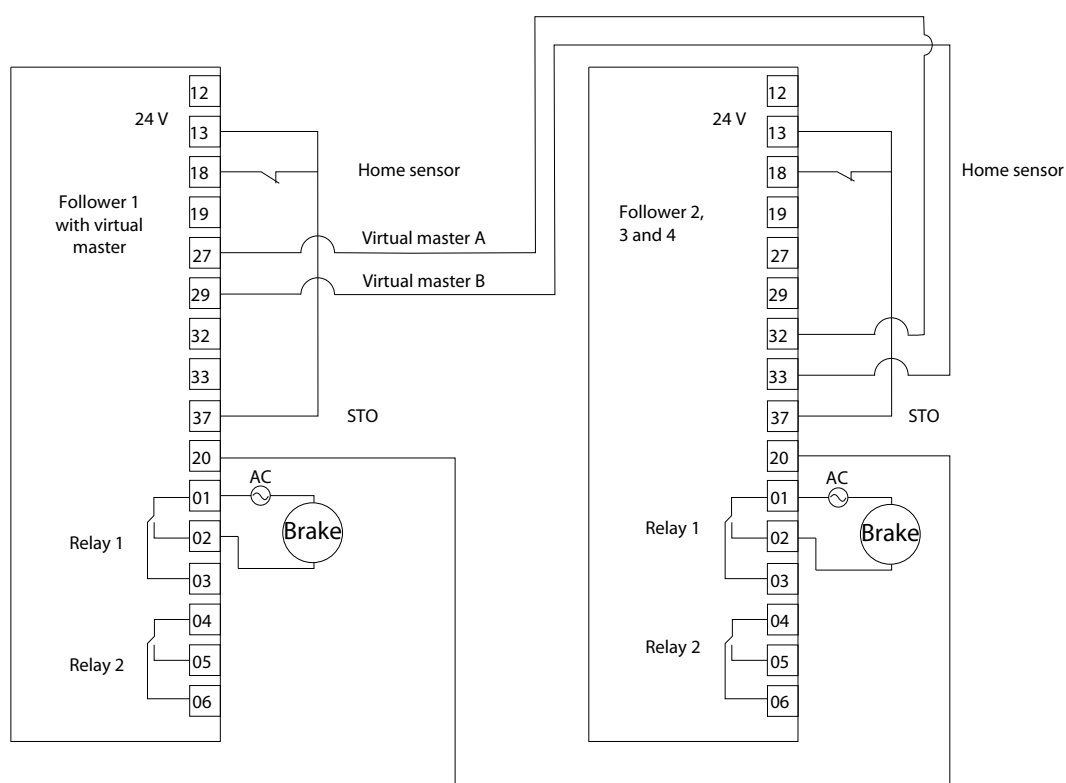 12
24 V
13
18
Home sensor
19
Follower 1
with virtual
master
27
Virtual master A
29
Virtual master B
32
33
37
STO
20
01
AC
Relay 1
02
Brake
03
04
Relay 2
05
06
12
24 V
13
18
Home sensor
19
Follower 2,
3 and 4
27
29
32
33
37
STO
20
01
AC
Relay 1
02
Brake
03
04
Relay 2
05
06